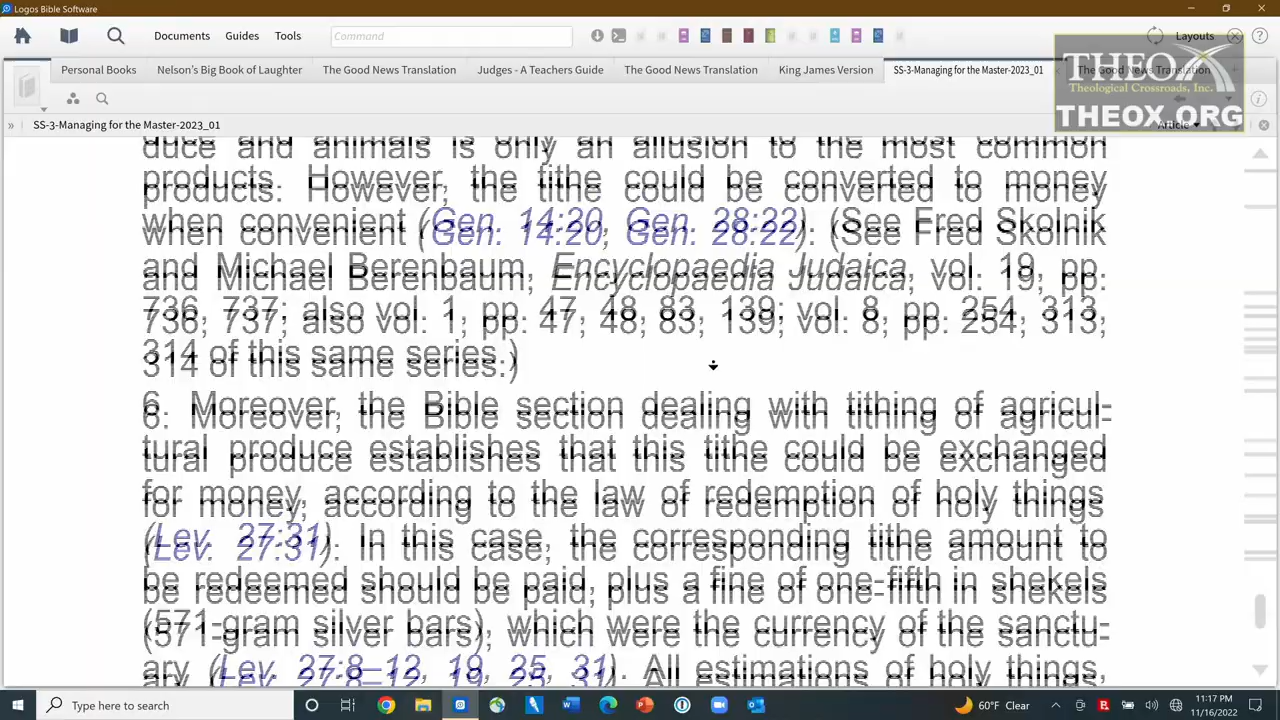 Logos Bible Software
Documents Guides Tools Command Layouts
Personal Books Nelson's Big Book of Laughter The Good Judges - A Teachers Guide The Good News Translation King James Version SS-3-Managing for the Master-2023_01 The Good News Translation
THEOX
Theological Crossroads, Inc.
THEOX.ORG
SS-3-Managing for the Master-2023_01 Article
duce and animals is only an allusion to the most common
products. However, the tithe could be converted to money
when convenient (Gen. 14:20, Gen. 28:22). (See Fred Skolnik
and Michael Berenbaum, Encyclopaedia Judaica, vol. 19, pp.
736, 737; also vol. 1, pp. 47, 48, 83, 139; vol. 8, pp. 254, 313,
314 of this same series.)
6. Moreover, the Bible section dealing with tithing of agricul-
tural produce establishes that this tithe could be exchanged
for money, according to the law of redemption of holy things
(Lev. 27:31). In this case, the corresponding tithe amount to
be redeemed should be paid, plus a fine of one-fifth in shekels
(571-gram silver bars), which were the currency of the sanctu-
ary (Lev. 27:8–12, 19, 25, 31). All estimations of holy things,
Type here to search 60°F Clear 11:17 PM
11/16/2022